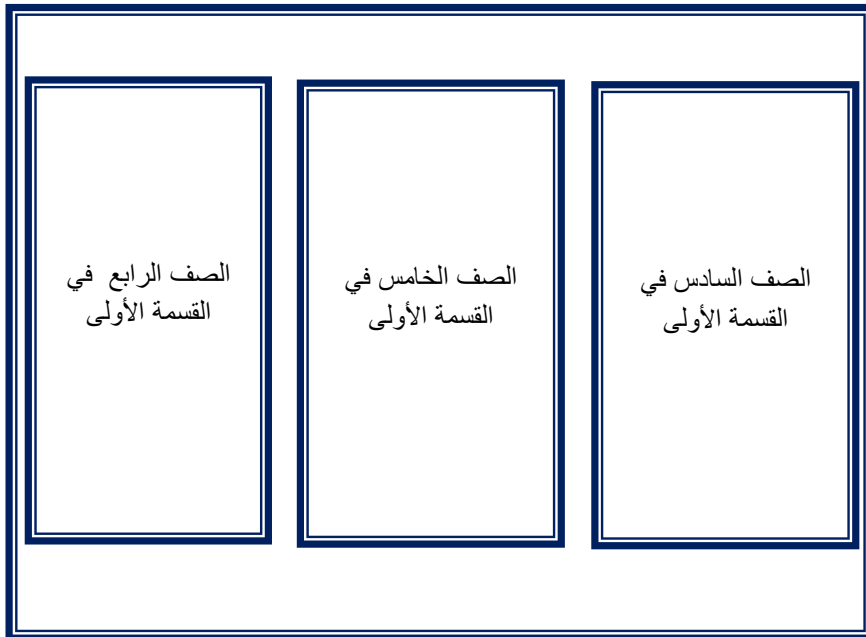 الصف السادس في
القسمة الأولى
الصف الخامس في
القسمة الأولى
الصف الرابع في
القسمة الأولى